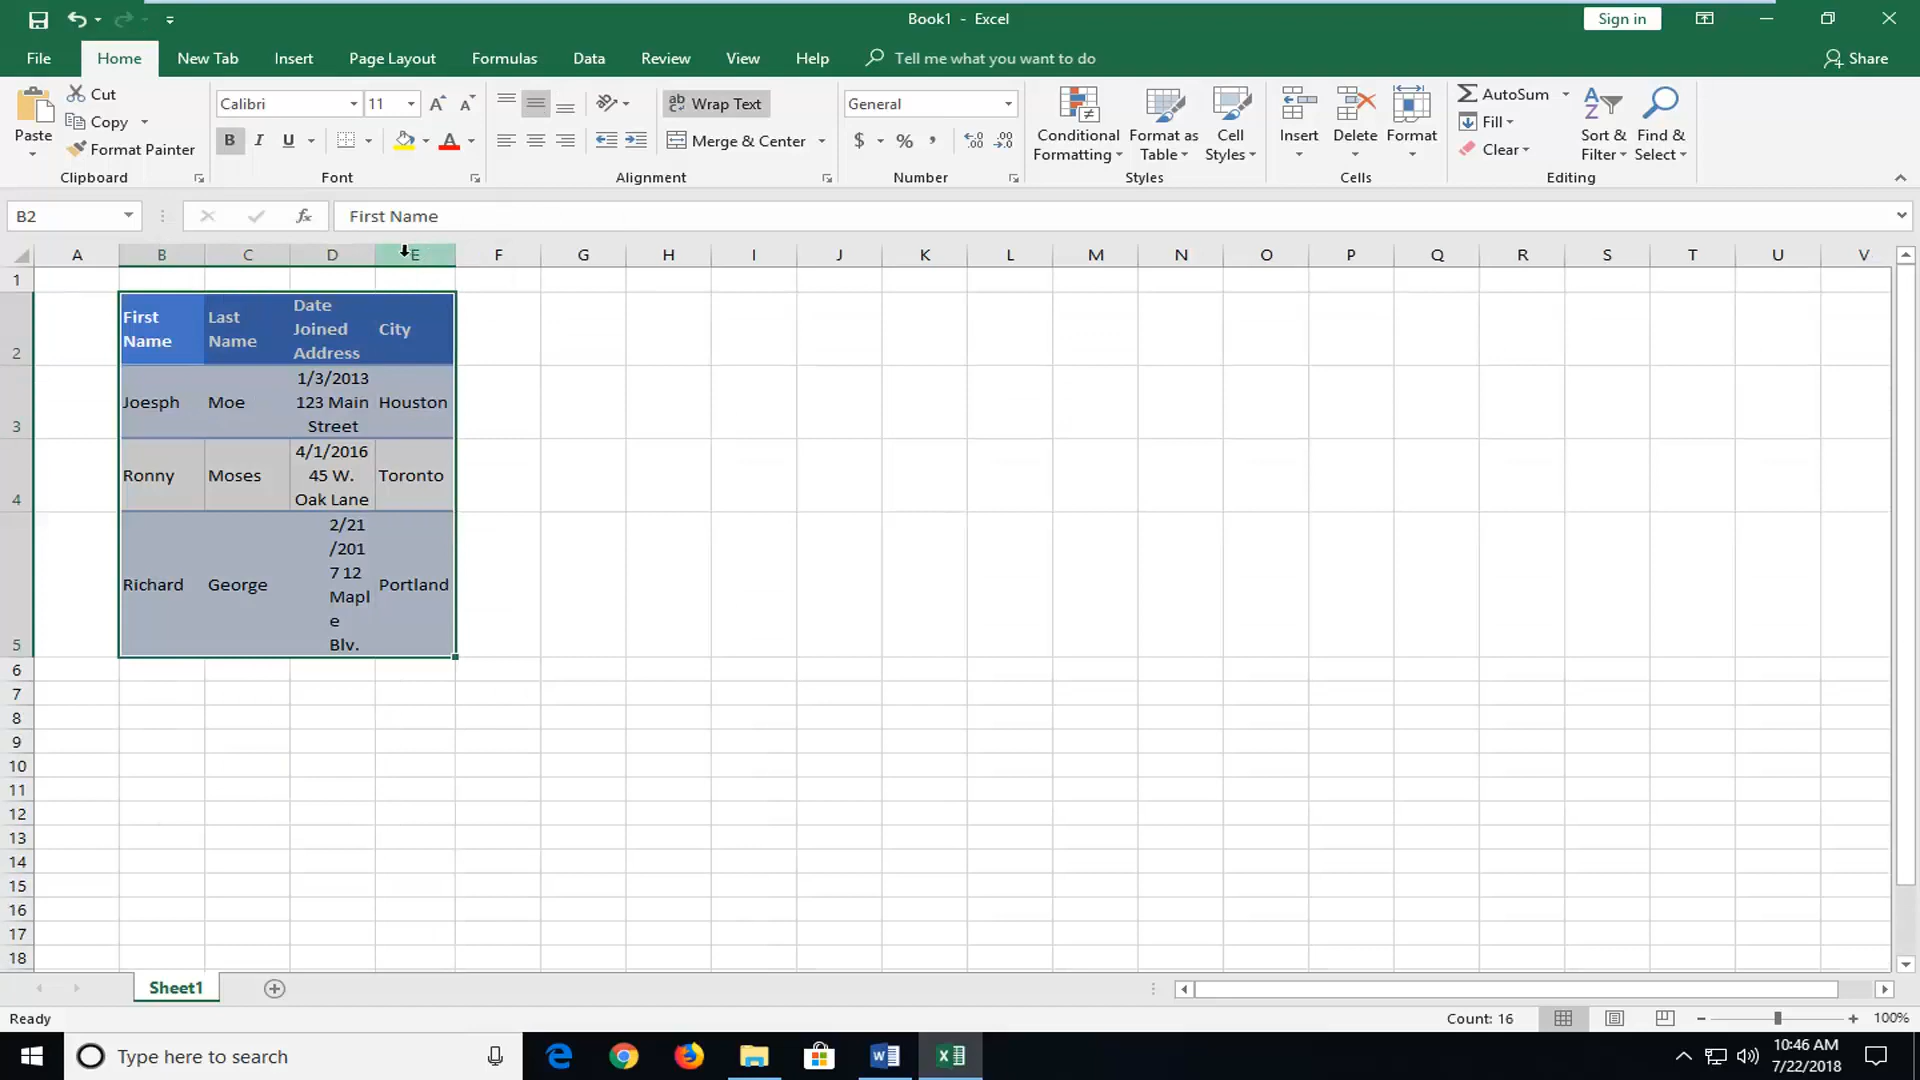 Book1 - Excel
Sign in
File Home New Tab Insert Page Layout Formulas Data Review View Help Tell me what you want to do Share
Paste
Cut
Copy
Format Painter
Clipboard
Calibri 11
B I U A
Font
ab Wrap Text
Merge & Center
Alignment
General
$ % ,
Number
Conditional Formatting
Format as Table
Cell Styles
Styles
Insert Delete Format
Cells
AutoSum
Fill
Clear
Sort & Filter
Find & Select
Editing
B2 fx First Name
A B C D E F G H I J K L M N O P Q R S T U V
1
2
First
Name
Last
Name
Date
Joined
Address
City
3
Joesph
Moe
1/3/2013
123 Main
Street
Houston
4
Ronny
Moses
4/1/2016
45 W.
Oak Lane
Toronto
5
Richard
George
2/21
/201
7 12
Mapl
e
Blv.
Portland
6
7
8
9
10
11
12
13
14
15
16
17
18
Sheet1
Ready
Count: 16
100%
Type here to search
10:46 AM
7/22/2018